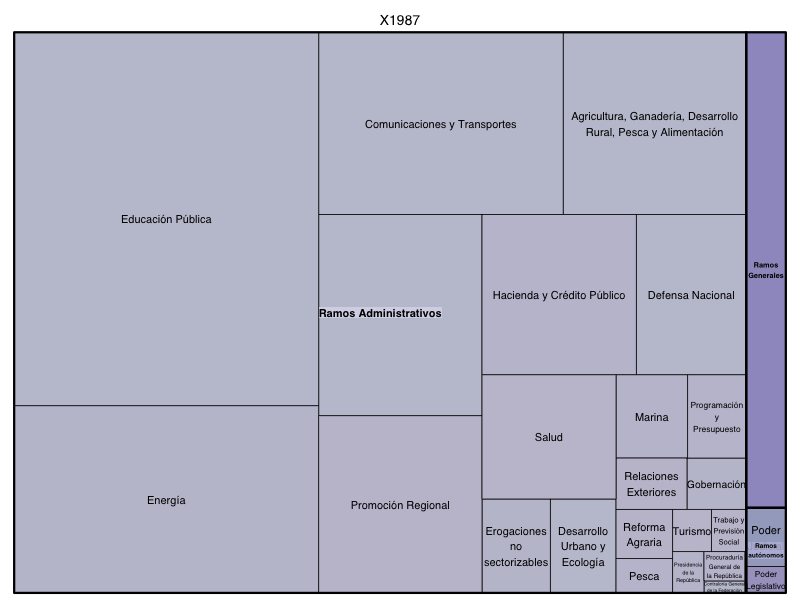 X1987
Educación Pública
Comunicaciones y Transportes
Agricultura, Ganadería, Desarrollo
Rural, Pesca y Alimentación
Ramos Administrativos
Hacienda y Crédito Público
Defensa Nacional
Ramos
Generales
Energía
Promoción Regional
Salud
Marina
Programación
y
Presupuesto
Relaciones
Exteriores
Gobernación
Erogaciones
no
sectorizables
Desarrollo
Urbano y
Ecología
Reforma
Agraria
Turismo
Trabajo y
Previsión
Social
Pesca
Presidencia
de la
República
Procuraduría
General de
la República
Contraloría General
de la Federación
Poder
Ramos
autónomos
Poder
Legislativo